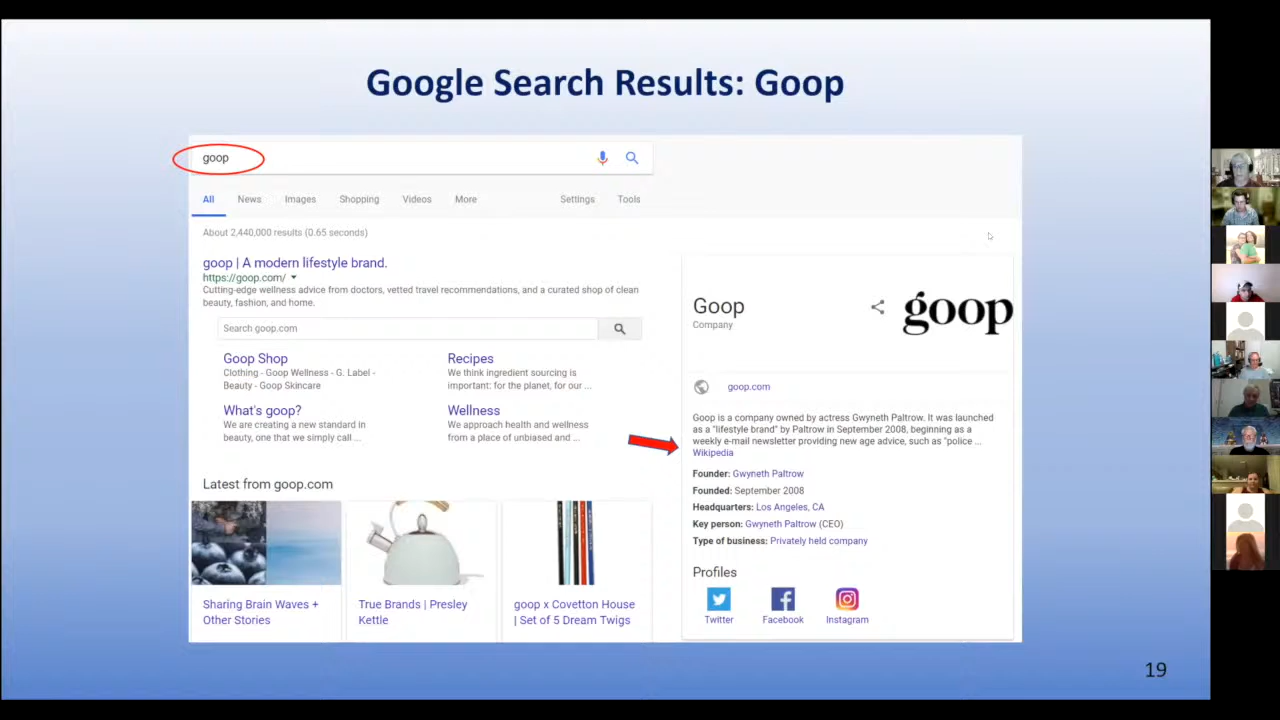 Google Search Results: Goop
goop
All News Images Shopping Videos More Settings Tools
About 2,440,000 results (0.65 seconds)
goop | A modern lifestyle brand.
https://goop.com/
Cutting-edge wellness advice from doctors, vetted travel recommendations, and a curated shop of clean
beauty, fashion, and home.
Search goop.com
Goop Shop
Clothing - Goop Wellness - G. Label -
Beauty - Goop Skincare
Recipes
We think ingredient sourcing is
important: for the planet, for our ...
What's goop?
We are creating a new standard in
beauty, one that we simply call ...
Wellness
We approach health and wellness
from a place of unbiased and ...
Latest from goop.com
Sharing Brain Waves +
Other Stories
True Brands | Presley
Kettle
goop x Covetton House
| Set of 5 Dream Twigs
Goop
Company
goop
goop.com
Goop is a company owned by actress Gwyneth Paltrow. It was launched
as a "lifestyle brand" by Paltrow in September 2008, beginning as a
weekly e-mail newsletter providing new age advice, such as "police ...
Wikipedia
Founder: Gwyneth Paltrow
Founded: September 2008
Headquarters: Los Angeles, CA
Key person: Gwyneth Paltrow (CEO)
Type of business: Privately held company
Profiles
Twitter Facebook Instagram
19